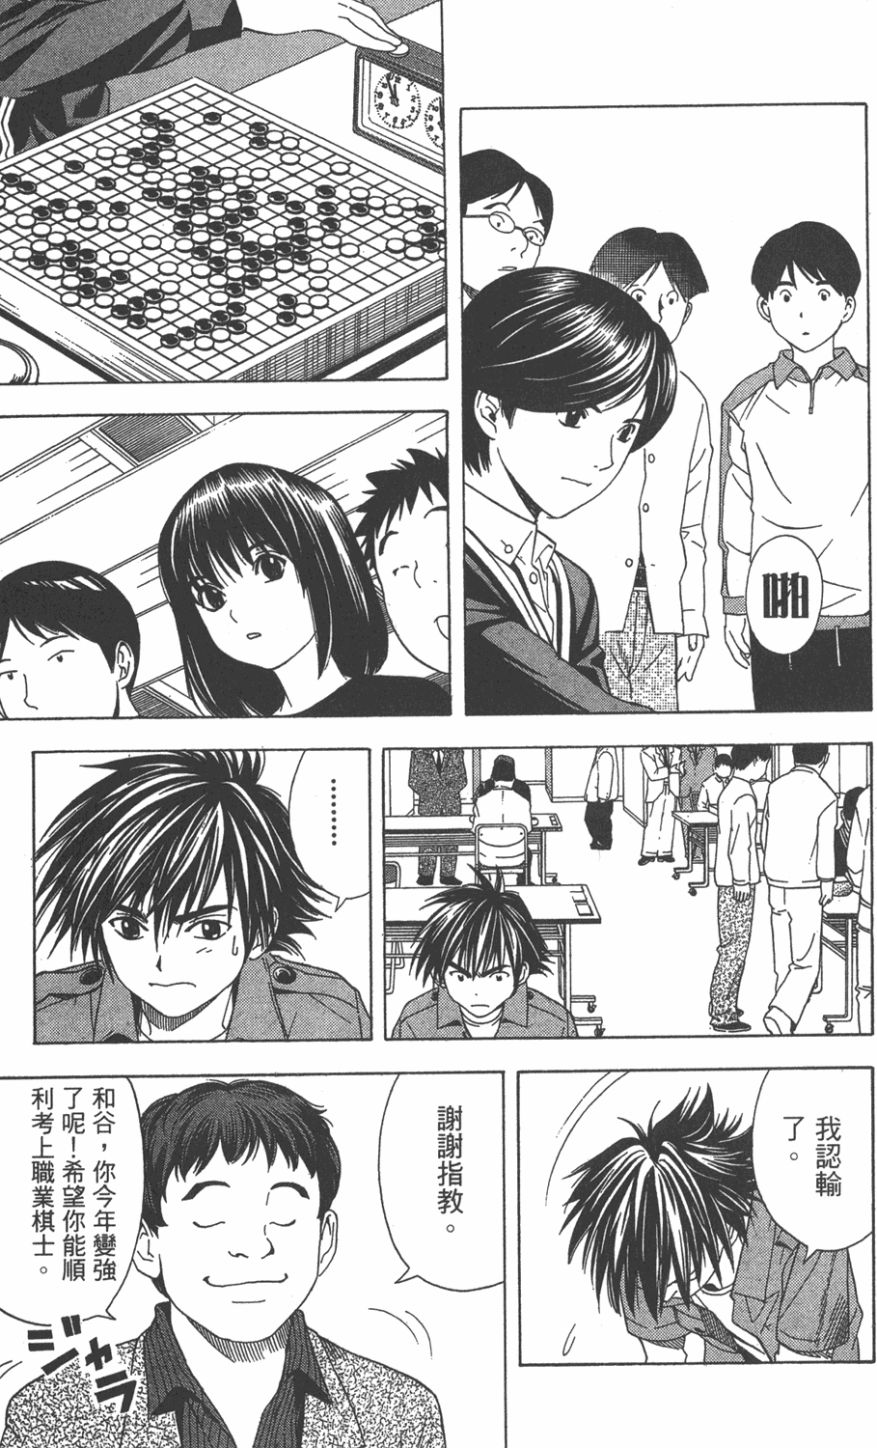 啪
………
我認輸
了。
謝謝指教。
和谷，你今年變強
了呢！希望你能順
利考上職業棋士。
ジャラ